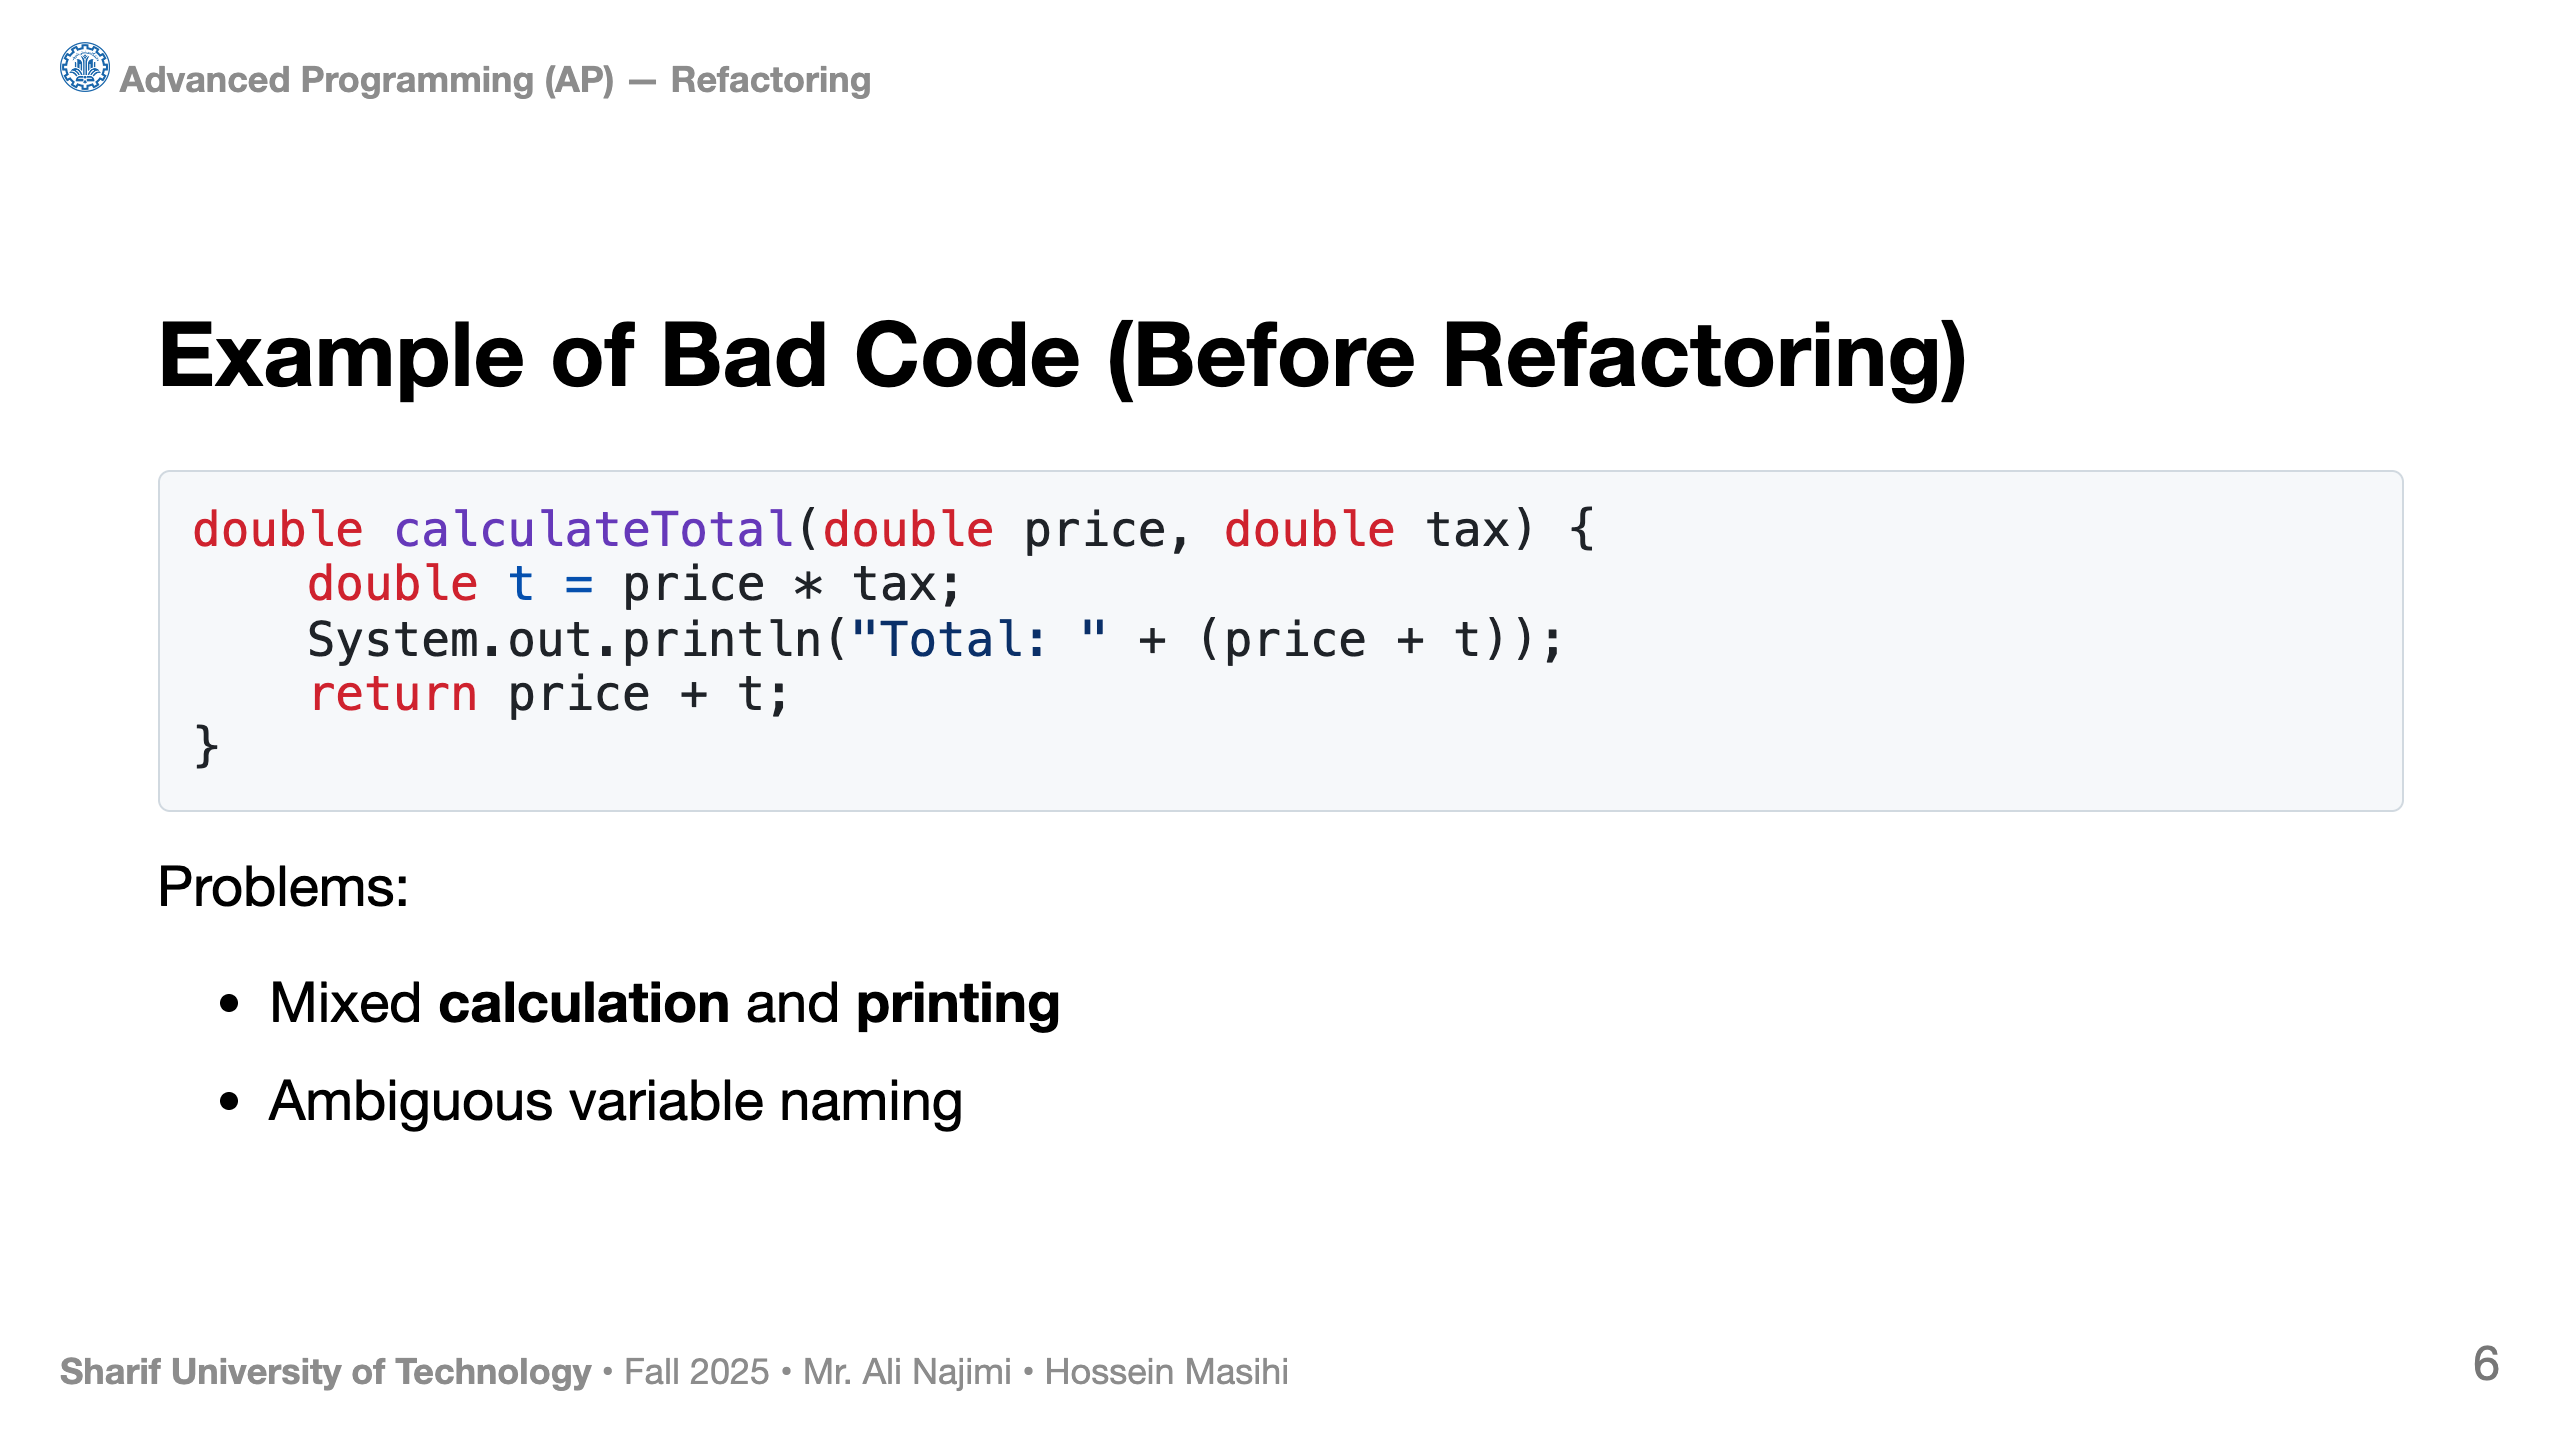 Advanced Programming (AP) — Refactoring
Example of Bad Code (Before Refactoring)
double calculateTotal(double price, double tax) {
    double t = price * tax;
    System.out.println("Total: " + (price + t));
    return price + t;
}
Problems:
• Mixed calculation and printing
• Ambiguous variable naming
Sharif University of Technology • Fall 2025 • Mr. Ali Najimi • Hossein Masihi
6